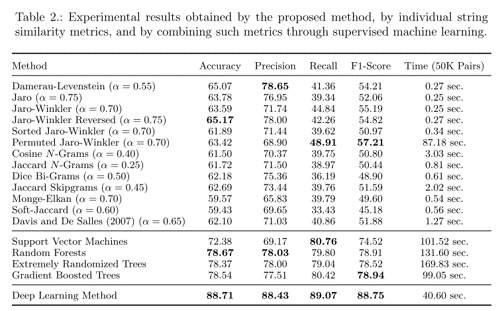 Table 2.: Experimental results obtained by the proposed method, by individual string
similarity metrics, and by combining such metrics through supervised machine learning.
Method Accuracy Precision Recall F1-Score Time (50K Pairs)
Damerau-Levenstein (α = 0.55) 65.07 78.65 41.36 54.21 0.27 sec.
Jaro (α = 0.75) 63.78 76.95 39.34 52.06 0.25 sec.
Jaro-Winkler (α = 0.70) 63.59 71.74 44.84 55.19 0.25 sec.
Jaro-Winkler Reversed (α = 0.75) 65.17 78.00 42.26 54.82 0.27 sec.
Sorted Jaro-Winkler (α = 0.70) 61.89 71.44 39.62 50.97 0.34 sec.
Permuted Jaro-Winkler (α = 0.70) 63.42 68.90 48.91 57.21 87.18 sec.
Cosine N-Grams (α = 0.40) 61.50 70.37 39.75 50.80 3.03 sec.
Jaccard N-Grams (α = 0.25) 61.72 71.50 38.97 50.44 0.81 sec.
Dice Bi-Grams (α = 0.50) 62.18 75.36 36.19 48.90 0.61 sec.
Jaccard Skipgrams (α = 0.45) 62.69 73.44 39.76 51.59 2.02 sec.
Monge-Elkan (α = 0.70) 59.57 65.83 39.79 49.60 0.54 sec.
Soft-Jaccard (α = 0.60) 59.43 69.65 33.43 45.18 0.56 sec.
Davis and De Salles (2007) (α = 0.65) 62.10 71.03 40.86 51.88 1.27 sec.
Support Vector Machines 72.38 69.17 80.76 74.52 101.52 sec.
Random Forests 78.67 78.03 79.80 78.91 131.60 sec.
Extremely Randomized Trees 78.37 78.00 79.04 78.52 169.83 sec.
Gradient Boosted Trees 78.54 77.51 80.42 78.94 99.05 sec.
Deep Learning Method 88.71 88.43 89.07 88.75 40.60 sec.